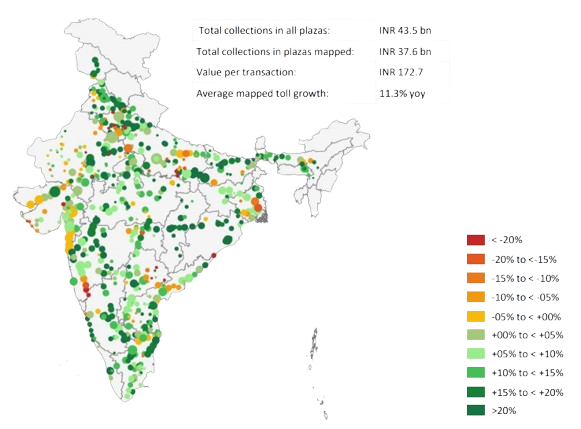 Total collections in all plazas: INR 43.5 bn
Total collections in plazas mapped: INR 37.6 bn
Value per transaction: INR 172.7
Average mapped toll growth: 11.3% yoy
< -20%
-20% to < -15%
-15% to < -10%
-10% to < -05%
-05% to < +00%
+00% to < +05%
+05% to < +10%
+10% to < +15%
+15% to < +20%
>20%